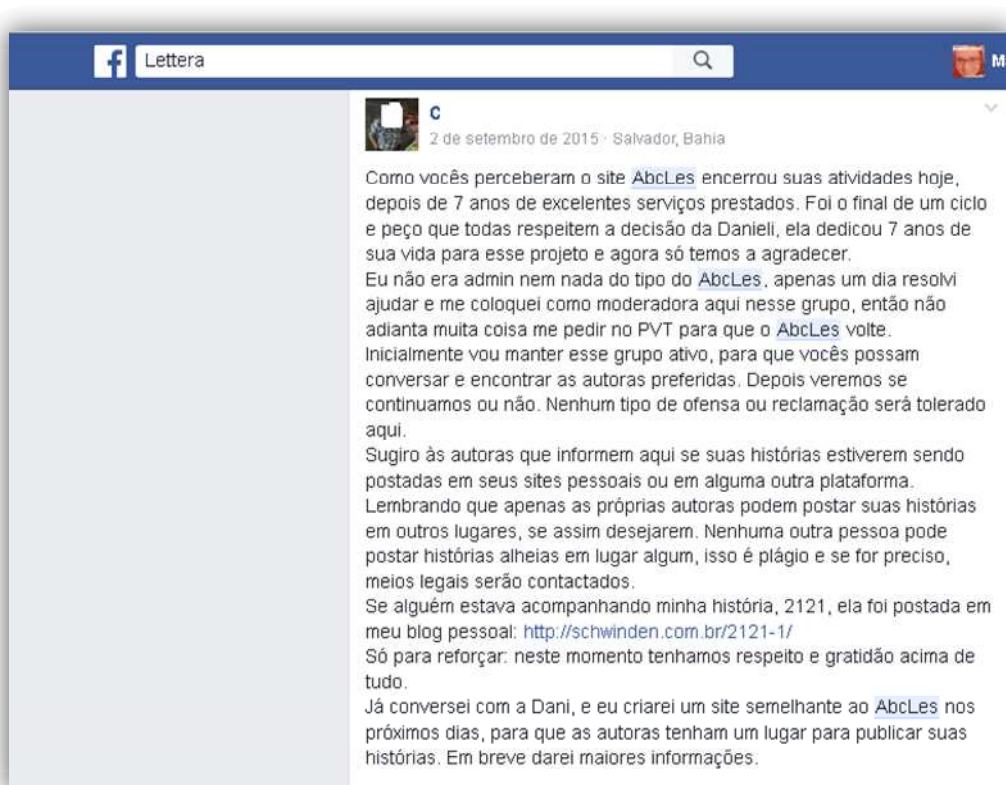 f
Lettera
M
C
2 de setembro de 2015 · Salvador, Bahia
Como vocês perceberam o site AbcLes encerrou suas atividades hoje,
depois de 7 anos de excelentes serviços prestados. Foi o final de um ciclo
e peço que todas respeitem a decisão da Danieli, ela dedicou 7 anos de
sua vida para esse projeto e agora só temos a agradecer.
Eu não era admin nem nada do tipo do AbcLes, apenas um dia resolvi
ajudar e me coloquei como moderadora aqui nesse grupo, então não
adianta muita coisa me pedir no PVT para que o AbcLes volte.
Inicialmente vou manter esse grupo ativo, para que vocês possam
conversar e encontrar as autoras preferidas. Depois veremos se
continuamos ou não. Nenhum tipo de ofensa ou reclamação será tolerado
aqui.
Sugiro às autoras que informem aqui se suas histórias estiverem sendo
postadas em seus sites pessoais ou em alguma outra plataforma.
Lembrando que apenas as próprias autoras podem postar suas histórias
em outros lugares, se assim desejarem. Nenhuma outra pessoa pode
postar histórias alheias em lugar algum, isso é plágio e se for preciso,
meios legais serão contactados.
Se alguém estava acompanhando minha história, 2121, ela foi postada em
meu blog pessoal: http://schwinden.com.br/2121-1/
Só para reforçar: neste momento tenhamos respeito e gratidão acima de
tudo.
Já conversei com a Dani, e eu criarei um site semelhante ao AbcLes nos
próximos dias, para que as autoras tenham um lugar para publicar suas
histórias. Em breve darei maiores informações.